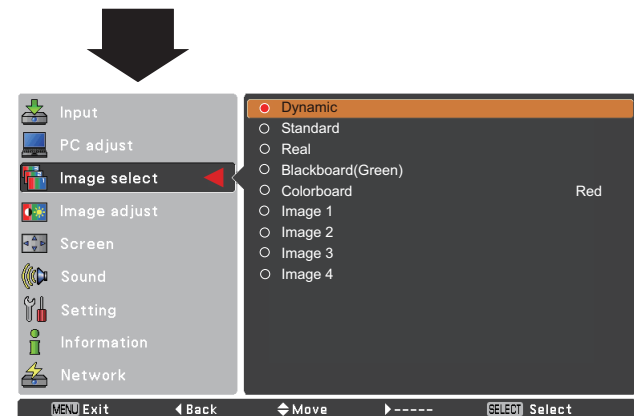 Input
PC adjust
Image select
Image adjust
Screen
Sound
Setting
Information
Network
Dynamic
Standard
Real
Blackboard(Green)
Colorboard Red
Image 1
Image 2
Image 3
Image 4
MENU Exit Back Move ----- SELECT Select